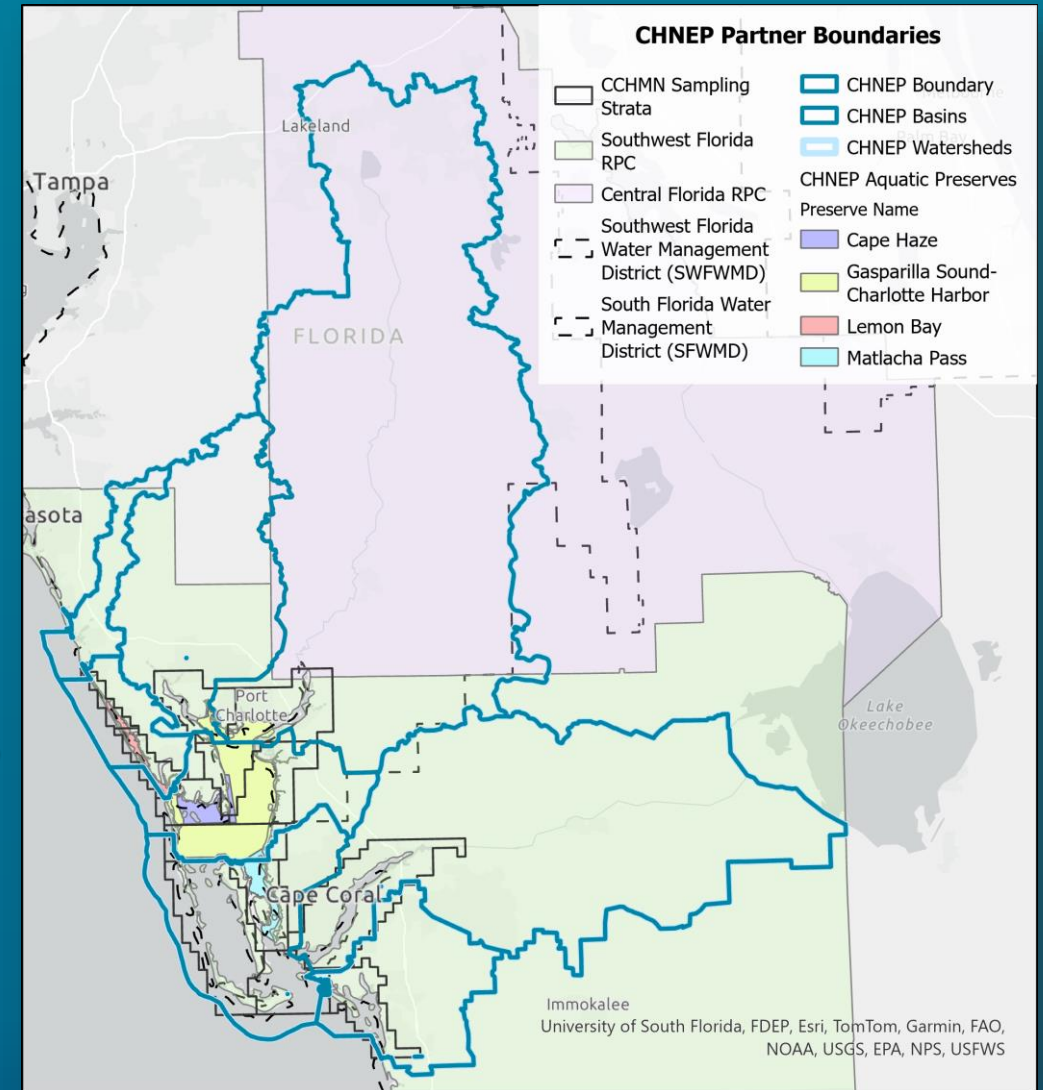 CHNEP Partner Boundaries
CCHMN Sampling
Strata
Southwest Florida
RPC
Central Florida RPC
Southwest Florida
Water Management
District (SWFWMD)
South Florida Water
Management
District (SFWMD)
CHNEP Boundary
CHNEP Basins
CHNEP Watersheds
CHNEP Aquatic Preserves
Preserve Name
Cape Haze
Gasparilla Sound-
Charlotte Harbor
Lemon Bay
Matlacha Pass
Palm Bay
Lakeland
Tampa
FLORIDA
asota
Port
Charlotte
Lake
Okeechobee
Cape Coral
Immokalee
University of South Florida, FDEP, Esri, TomTom, Garmin, FAO,
NOAA, USGS, EPA, NPS, USFWS